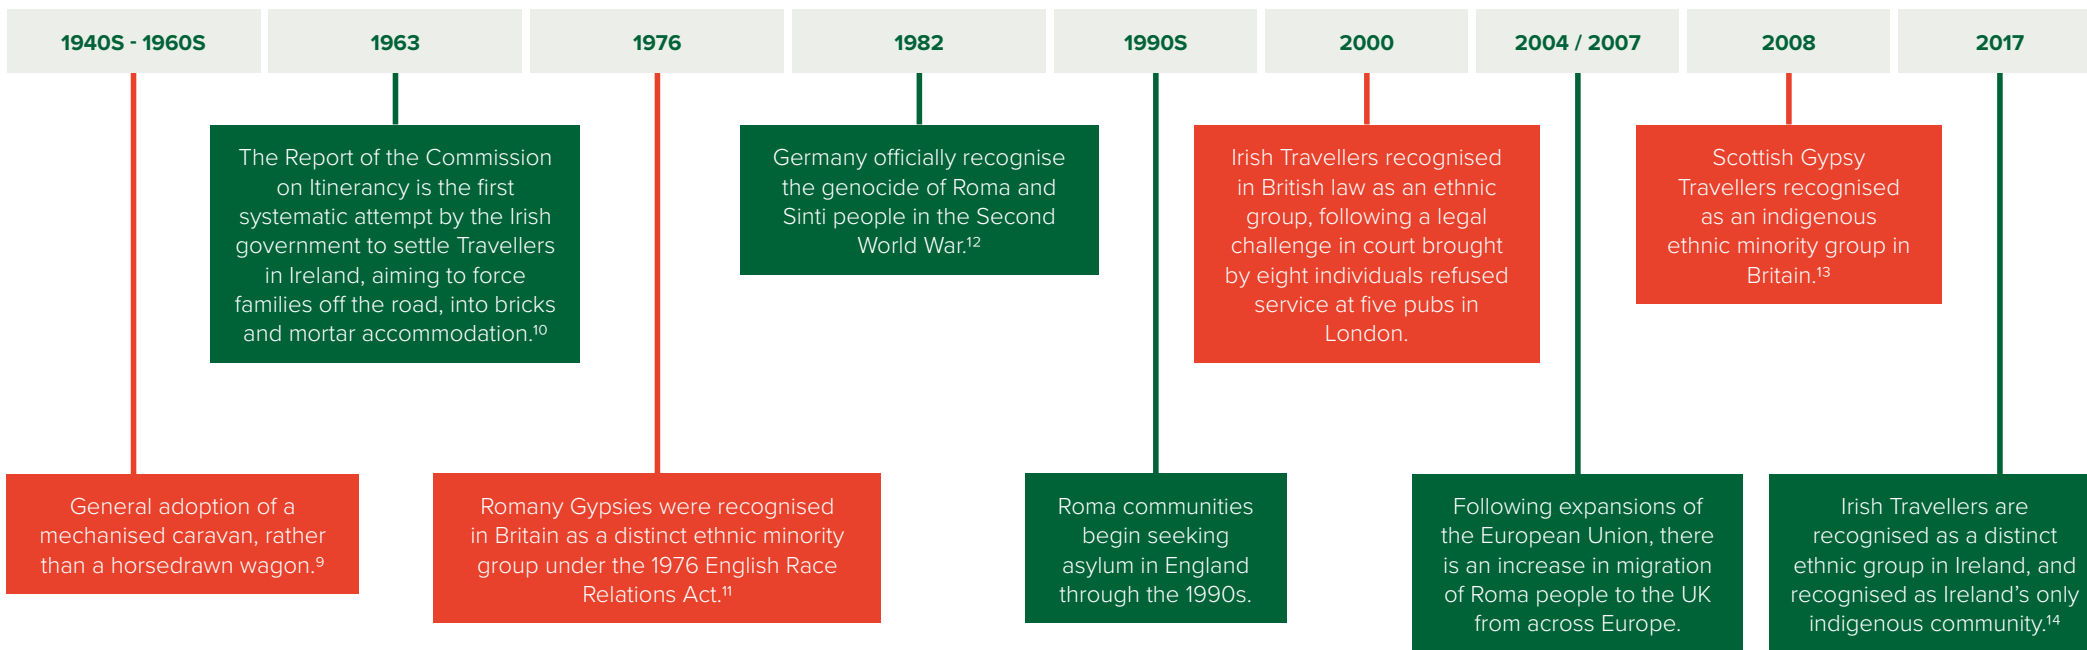 1940S - 1960S
1963
1976
1982
1990S
2000
2004 / 2007
2008
2017
The Report of the Commission
on Itinerancy is the first
systematic attempt by the Irish
government to settle Travellers
in Ireland, aiming to force
families off the road, into bricks
and mortar accommodation.¹⁰
Germany officially recognise
the genocide of Roma and
Sinti people in the Second
World War.¹²
Irish Travellers recognised
in British law as an ethnic
group, following a legal
challenge in court brought
by eight individuals refused
service at five pubs in
London.
Scottish Gypsy
Travellers recognised
as an indigenous
ethnic minority group in
Britain.¹³
General adoption of a
mechanised caravan, rather
than a horsedrawn wagon.⁹
Romany Gypsies were recognised
in Britain as a distinct ethnic minority
group under the 1976 English Race
Relations Act.¹¹
Roma communities
begin seeking
asylum in England
through the 1990s.
Following expansions of
the European Union, there
is an increase in migration
of Roma people to the UK
from across Europe.
Irish Travellers are
recognised as a distinct
ethnic group in Ireland, and
recognised as Ireland's only
indigenous community.¹⁴